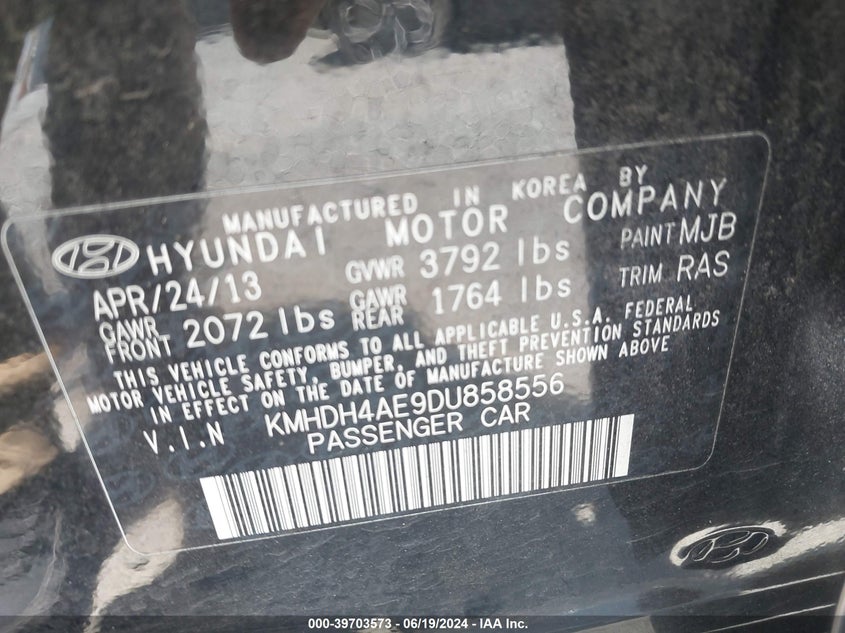 MANUFACTURED IN KOREA BY
HYUNDAI MOTOR COMPANY
APR/24/13 GVWR 3792 lbs PAINT MJB
GAWR FRONT 2072 lbs GAWR REAR 1764 lbs TRIM RAS
THIS VEHICLE CONFORMS TO ALL APPLICABLE U.S.A. FEDERAL
MOTOR VEHICLE SAFETY, BUMPER, AND THEFT PREVENTION STANDARDS
IN EFFECT ON THE DATE OF MANUFACTURE SHOWN ABOVE
V.I.N KMHDH4AE9DU858556
PASSENGER CAR
000-39703573 - 06/19/2024 - IAA Inc.